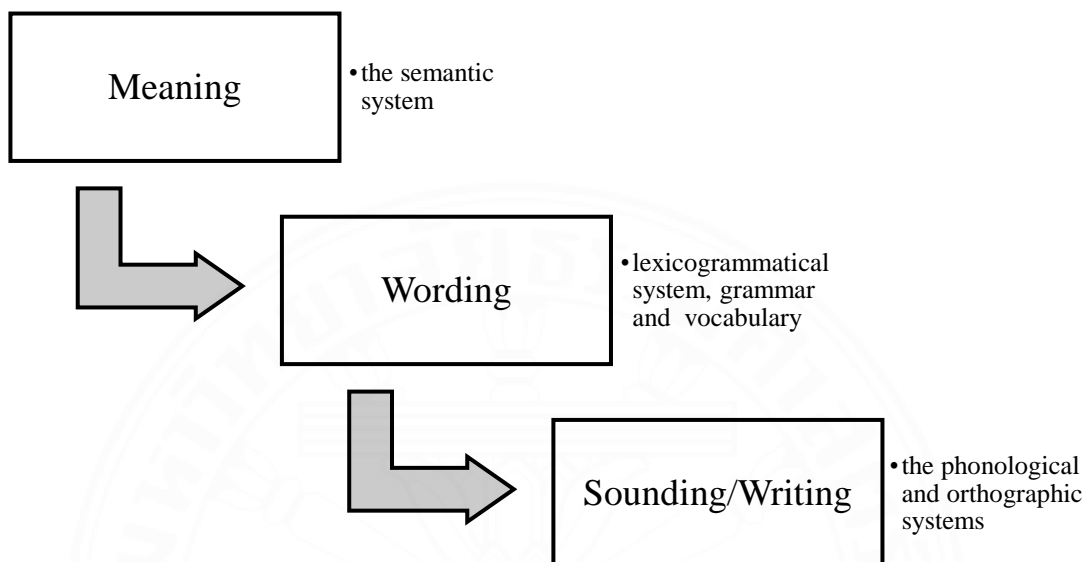 Meaning
•the semantic
system
Wording
•lexicogrammatical
system, grammar
and vocabulary
Sounding/Writing
•the phonological
and orthographic
systems